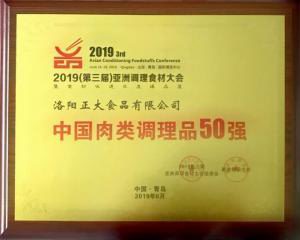 2019 3rd
Asian Conditioning Foodstuffs Conference
2019(第三届)亚洲调理食材大会
洛阳正大食品有限公司
中国肉类调理品50强
中国·青岛
2019年6月